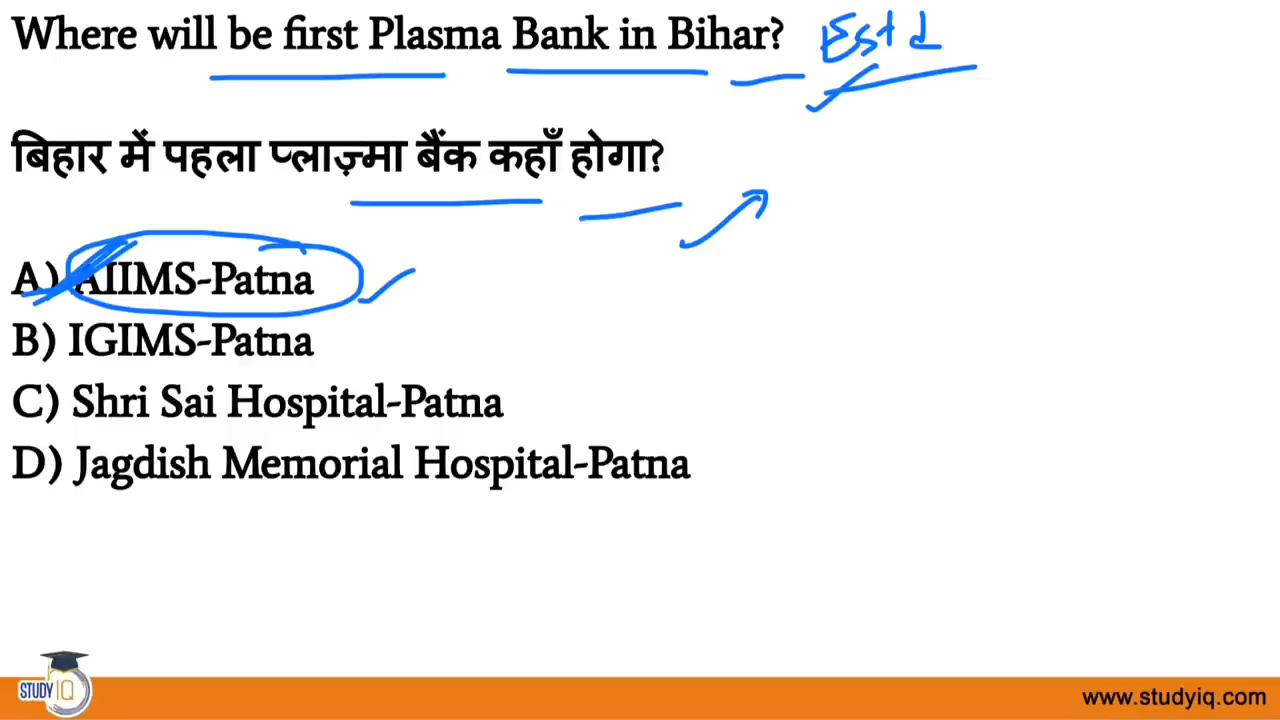 Where will be first Plasma Bank in Bihar? Estd
बिहार में पहला प्लाज़्मा बैंक कहाँ होगा?
A) AIIMS-Patna
B) IGIMS-Patna
C) Shri Sai Hospital-Patna
D) Jagdish Memorial Hospital-Patna
STUDY IQ
www.studyiq.com